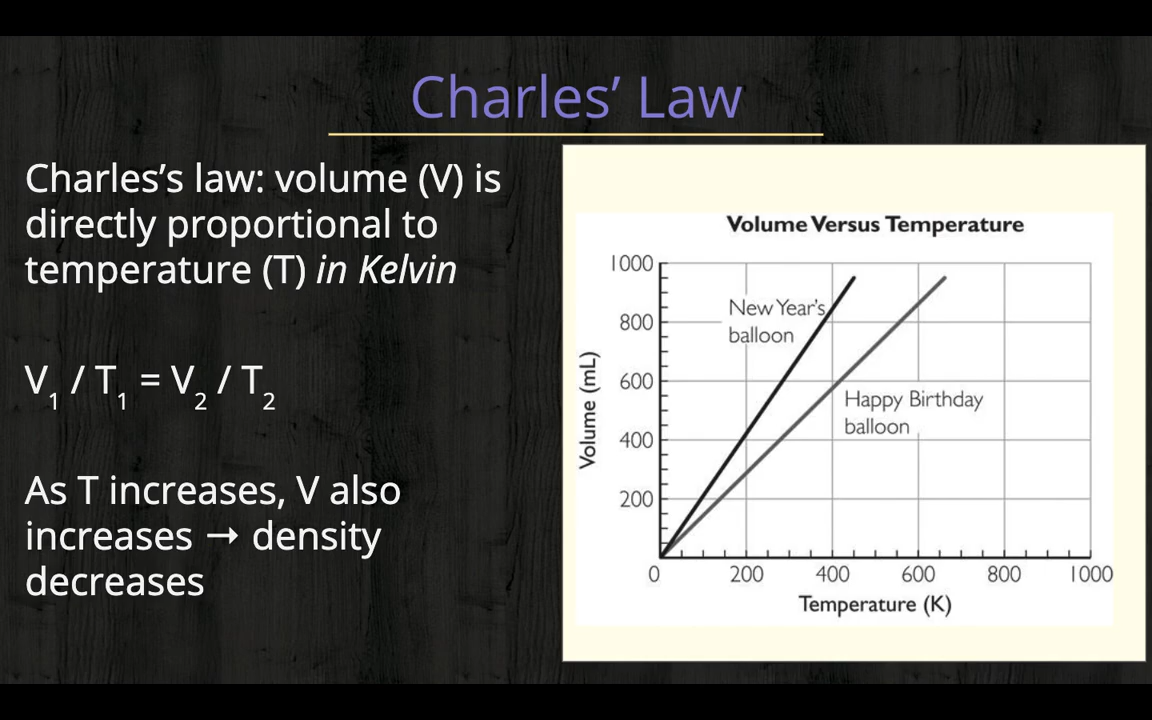 Charles’ Law
Charles’s law: volume (V) is
directly proportional to
temperature (T) in Kelvin
V1 / T1 = V2 / T2
As T increases, V also
increases → density
decreases
Volume Versus Temperature
1000
800
600
400
200
Volume (mL)
New Year's
balloon
Happy Birthday
balloon
0 200 400 600 800 1000
Temperature (K)